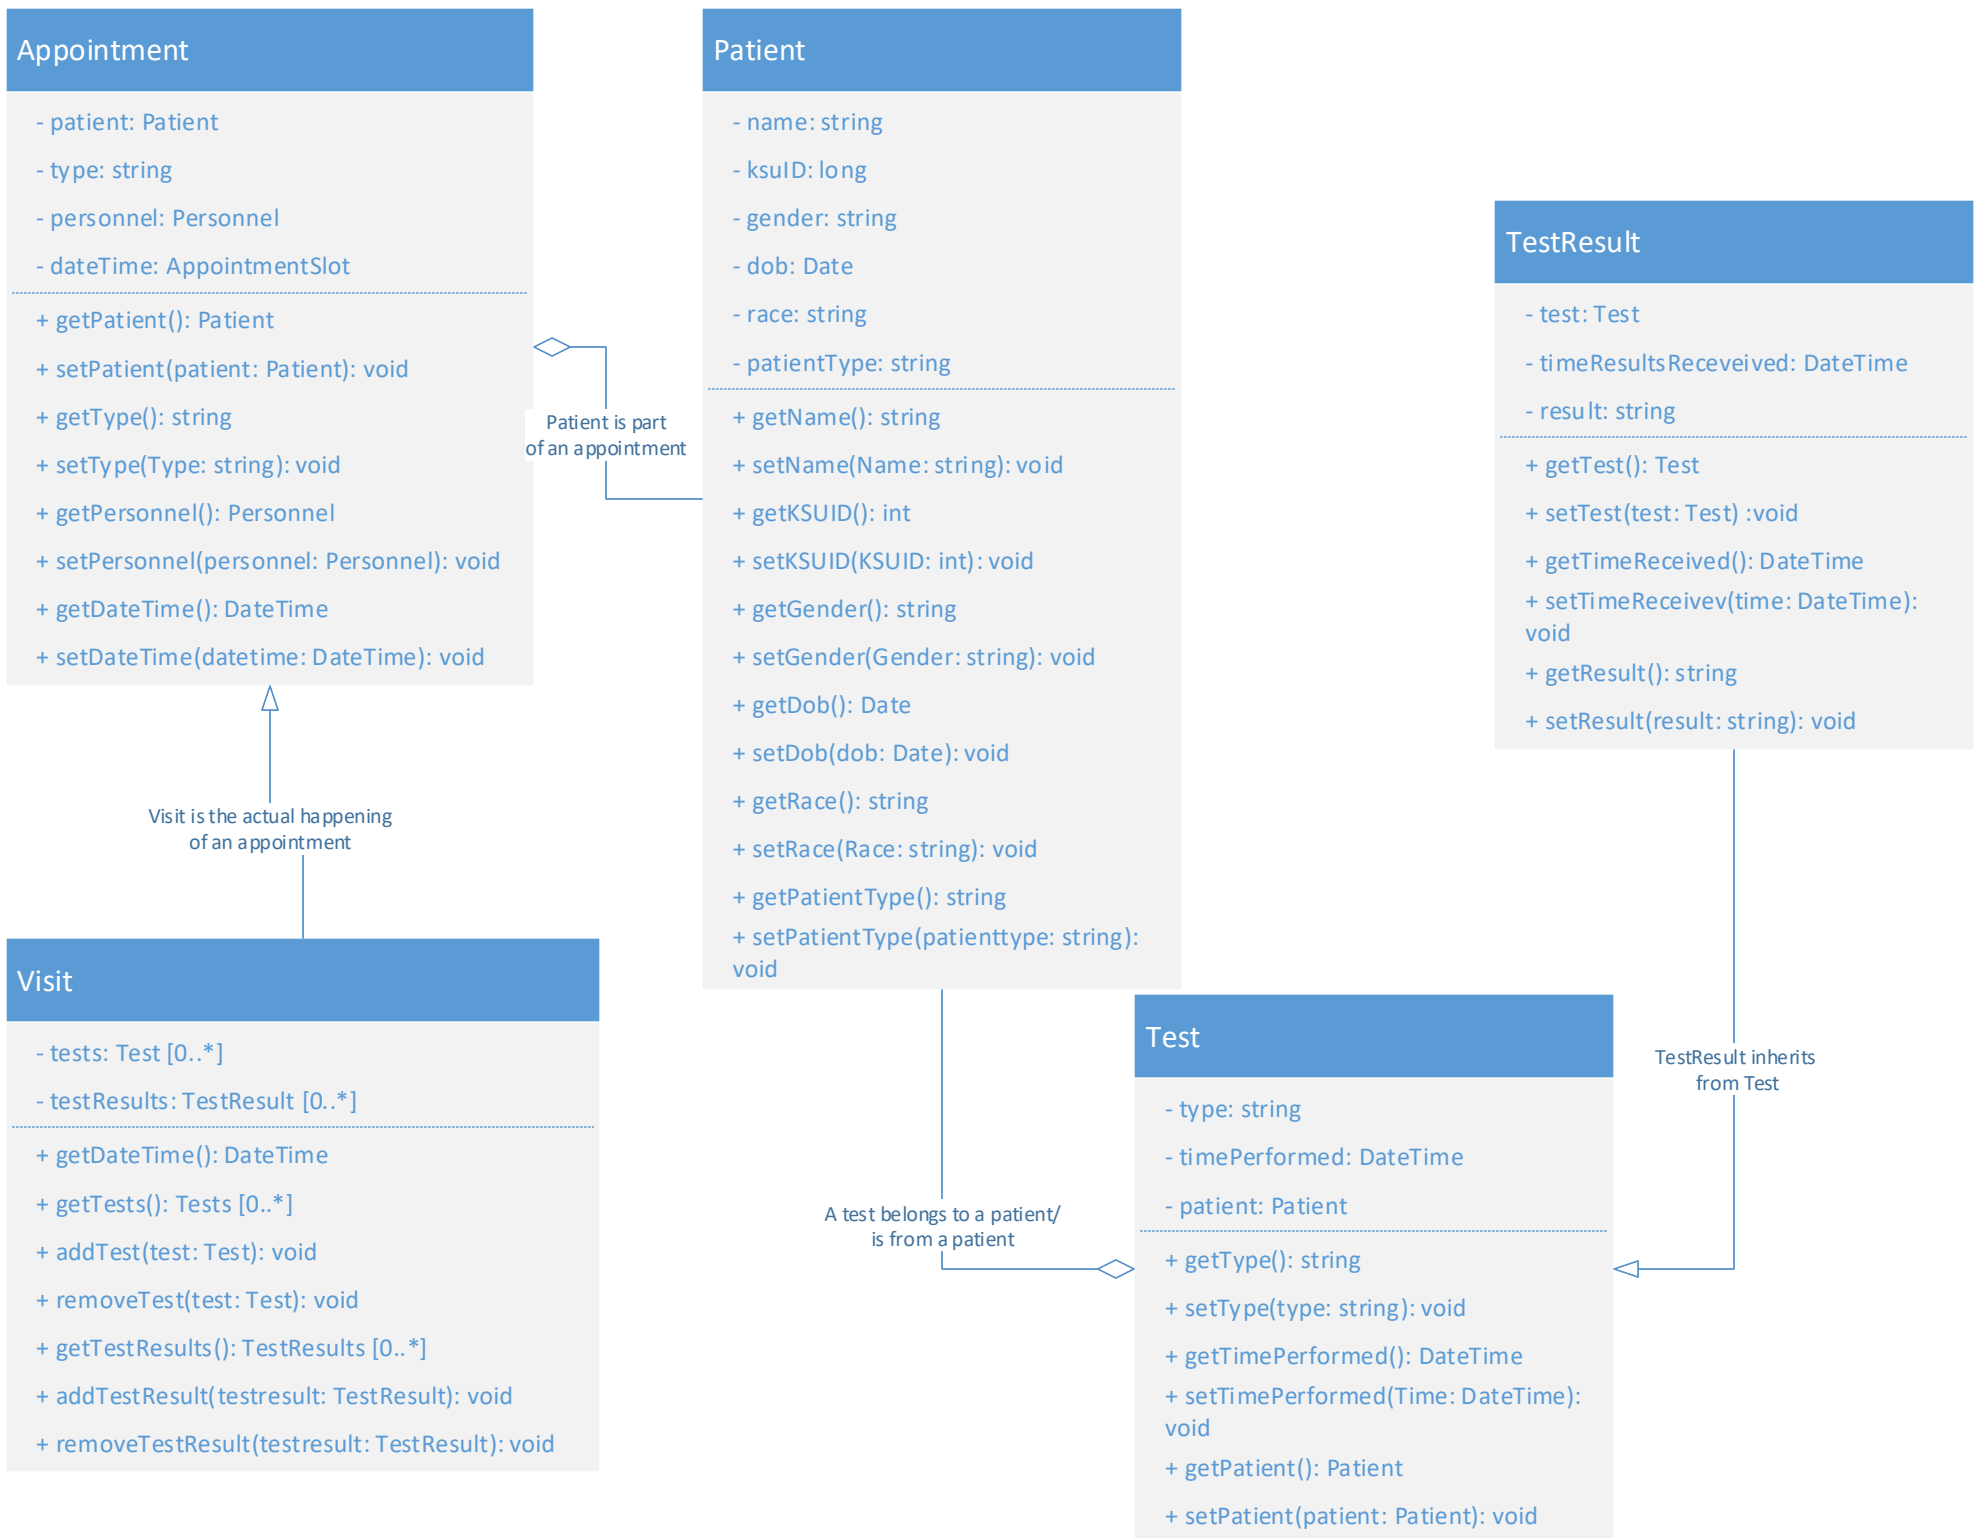 Appointment
- patient: Patient
- type: string
- personnel: Personnel
- dateTime: AppointmentSlot
+ getPatient(): Patient
+ setPatient(patient: Patient): void
+ getType(): string
+ setType(Type: string): void
+ getPersonnel(): Personnel
+ setPersonnel(personnel: Personnel): void
+ getDateTime(): DateTime
+ setDateTime(datetime: DateTime): void
Patient is part
of an appointment
Visit is the actual happening
of an appointment
Visit
- tests: Test [0..*]
- testResults: TestResult [0..*]
+ getDateTime(): DateTime
+ getTests(): Tests [0..*]
+ addTest(test: Test): void
+ removeTest(test: Test): void
+ getTestResults(): TestResults [0..*]
+ addTestResult(testresult: TestResult): void
+ removeTestResult(testresult: TestResult): void
Patient
- name: string
- ksuID: long
- gender: string
- dob: Date
- race: string
- patientType: string
+ getName(): string
+ setName(Name: string): void
+ getKSUID(): int
+ setKSUID(KSUID: int): void
+ getGender(): string
+ setGender(Gender: string): void
+ getDob(): Date
+ setDob(dob: Date): void
+ getRace(): string
+ setRace(Race: string): void
+ getPatientType(): string
+ setPatientType(patienttype: string):
void
A test belongs to a patient/
is from a patient
TestResult
- test: Test
- timeResultsReceveived: DateTime
- result: string
+ getTest(): Test
+ setTest(test: Test) :void
+ getTimeReceived(): DateTime
+ setTimeReceivev(time: DateTime):
void
+ getResult(): string
+ setResult(result: string): void
TestResult inherits
from Test
Test
- type: string
- timePerformed: DateTime
- patient: Patient
+ getType(): string
+ setType(type: string): void
+ getTimePerformed(): DateTime
+ setTimePerformed(Time: DateTime):
void
+ getPatient(): Patient
+ setPatient(patient: Patient): void